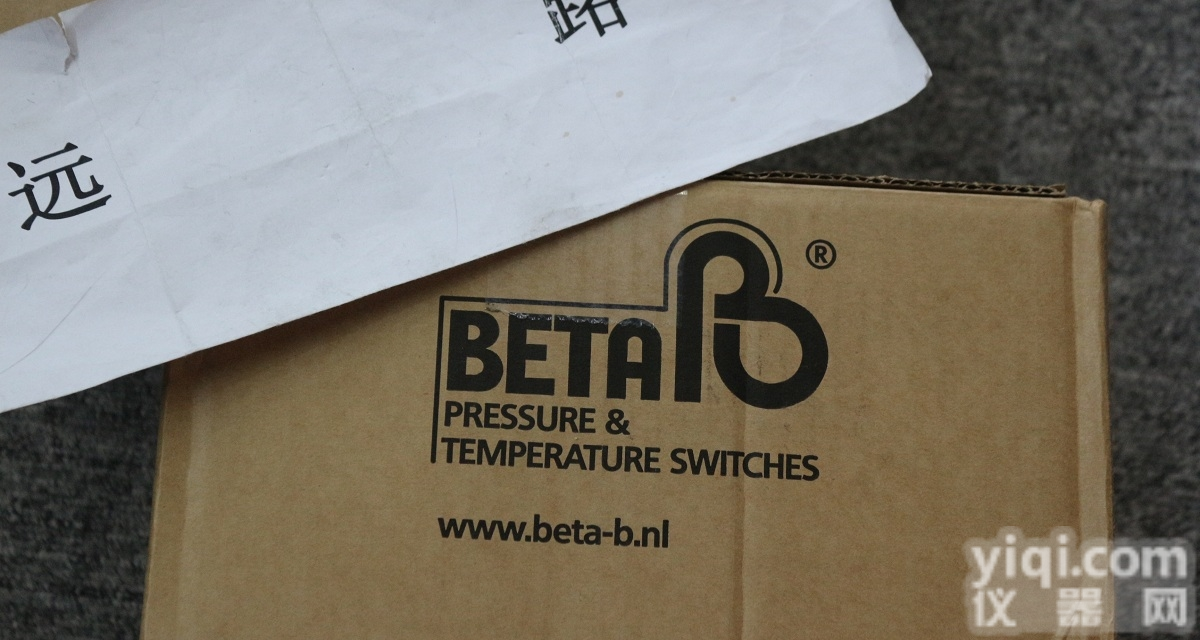 路
远
®
BETA
PRESSURE &
TEMPERATURE SWITCHES
www.beta-b.nl
yiqi.com
仪器网